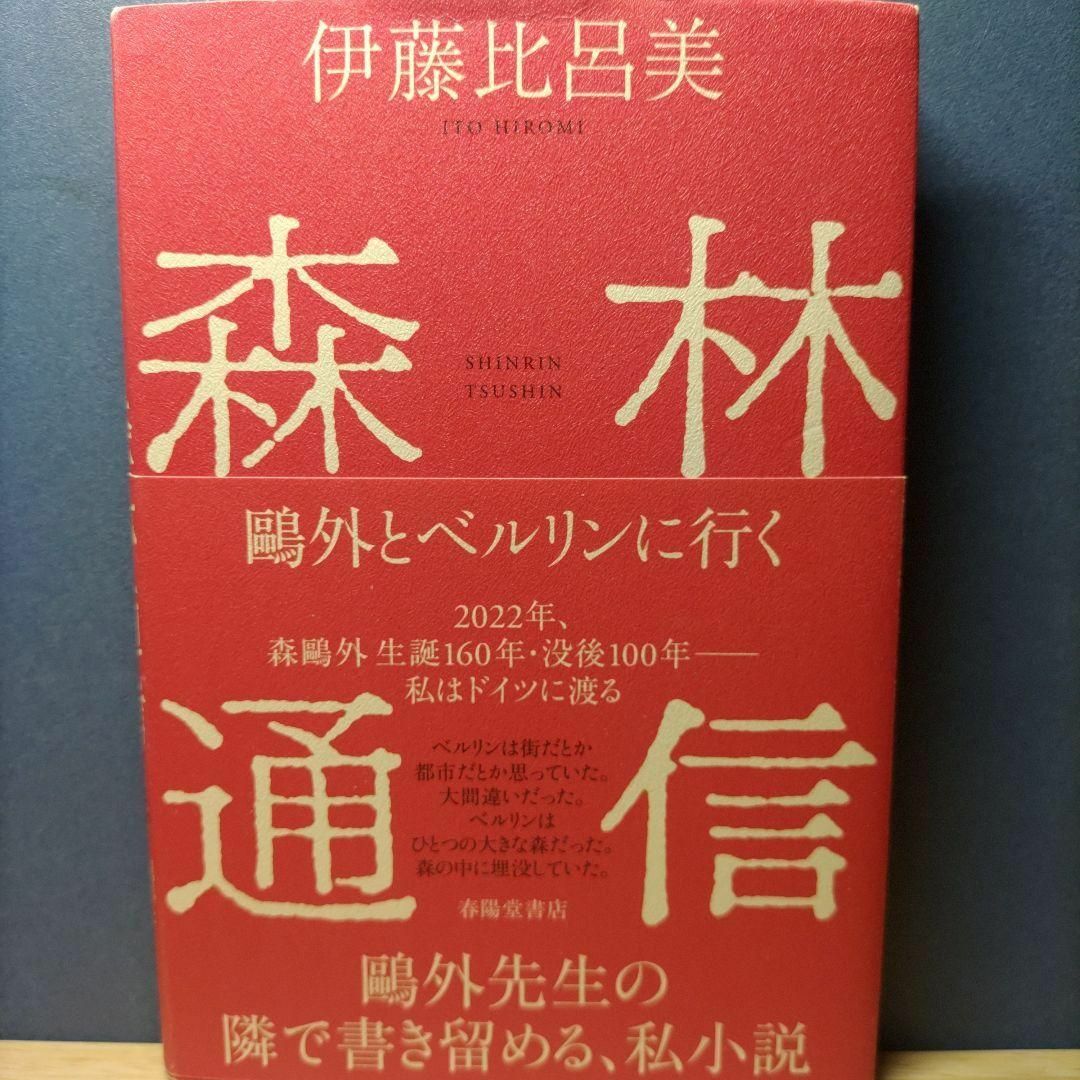 伊藤比呂美
ITO HIROMI
森林
SHINRIN
TSUSHIN
鷗外とベルリンに行く
2022年、
森鷗外 生誕160年・没後100年——
私はドイツに渡る
通信
ベルリンは街だとか
都市だとか思っていた。
大間違いだった。
ベルリンは
ひとつの大きな森だった。
森の中に埋没していた。
春陽堂書店
鷗外先生の
隣で書き留める、私小説